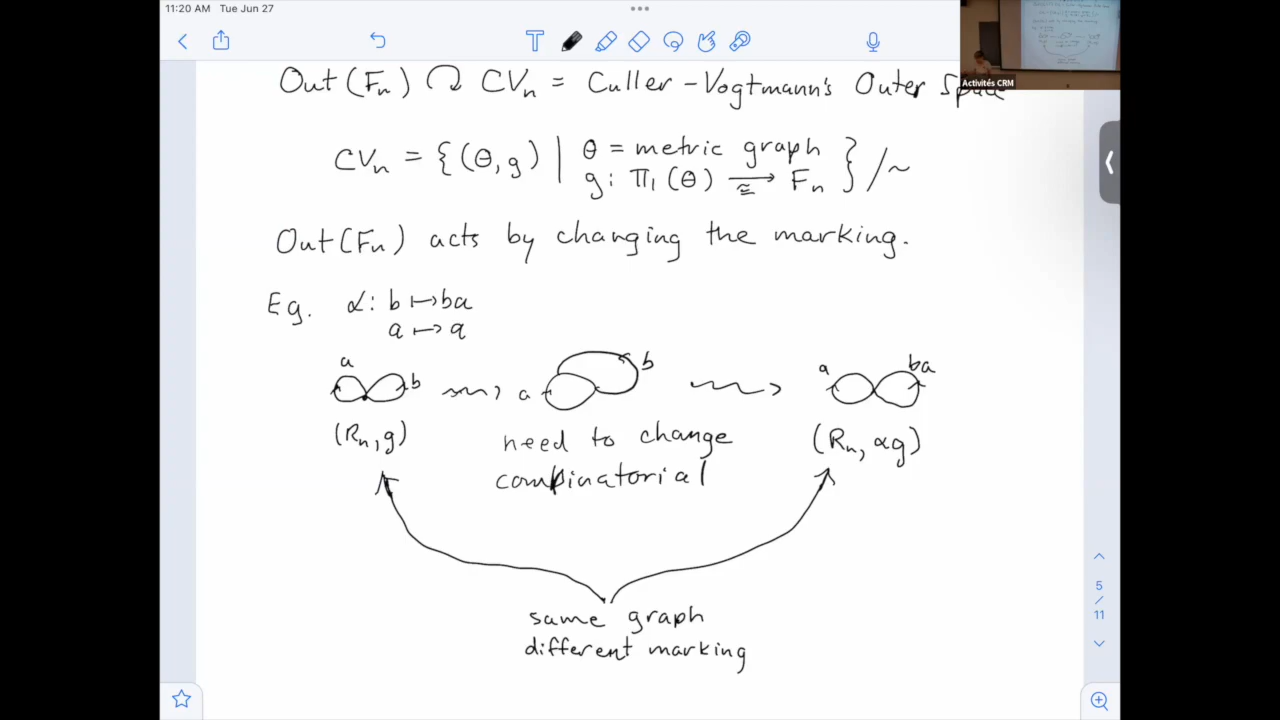 11:20 AM Tue Jun 27
Activités CRM
Out(Fn) ↻ CVn = Culler-Vogtmann's Outer Space
CVn = {(θ,g) | θ = metric graph
g: π1(θ) ≅→ Fn } /~
Out(Fn) acts by changing the marking.
Eg. α: b ↦ ba
a ↦ a
a b ⇝ a b ⇝ a ba
(Rn, g) need to change (Rn, αg)
combinatorial
same graph
different marking
5
/
11